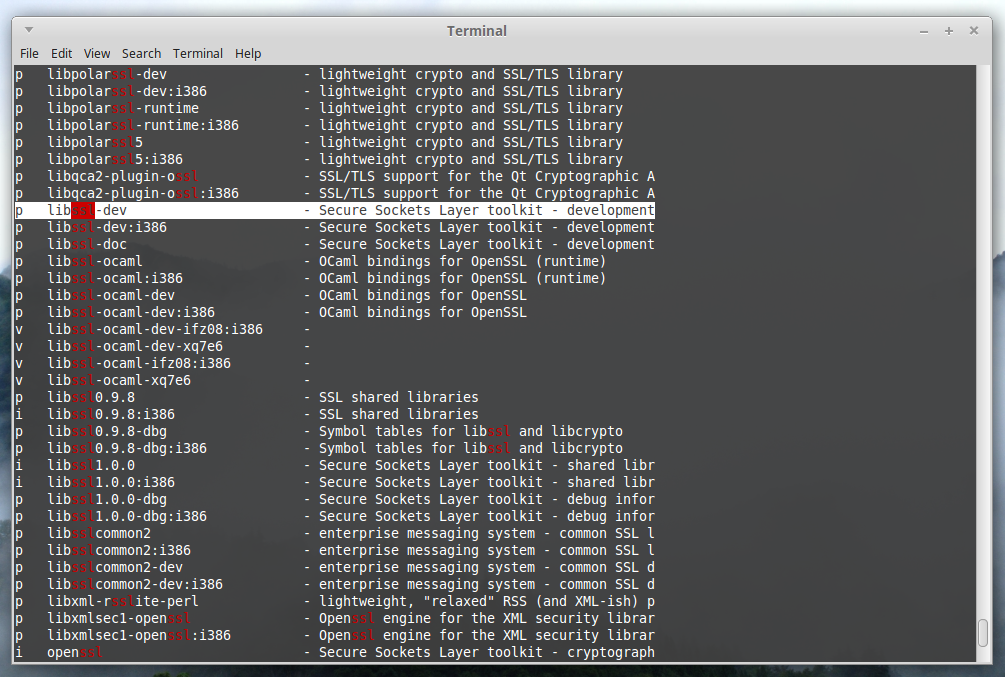 Terminal
File Edit View Search Terminal Help
p   libpolarssl-dev                 - lightweight crypto and SSL/TLS library
p   libpolarssl-dev:i386            - lightweight crypto and SSL/TLS library
p   libpolarssl-runtime             - lightweight crypto and SSL/TLS library
p   libpolarssl-runtime:i386        - lightweight crypto and SSL/TLS library
p   libpolarssl5                    - lightweight crypto and SSL/TLS library
p   libpolarssl5:i386               - lightweight crypto and SSL/TLS library
p   libqca2-plugin-ossl             - SSL/TLS support for the Qt Cryptographic A
p   libqca2-plugin-ossl:i386        - SSL/TLS support for the Qt Cryptographic A
p   libssl-dev                      - Secure Sockets Layer toolkit - development
p   libssl-dev:i386                 - Secure Sockets Layer toolkit - development
p   libssl-doc                      - Secure Sockets Layer toolkit - development
p   libssl-ocaml                    - OCaml bindings for OpenSSL (runtime)
p   libssl-ocaml:i386               - OCaml bindings for OpenSSL (runtime)
p   libssl-ocaml-dev                - OCaml bindings for OpenSSL
p   libssl-ocaml-dev:i386           - OCaml bindings for OpenSSL
v   libssl-ocaml-dev-ifz08:i386     -
v   libssl-ocaml-dev-xq7e6          -
v   libssl-ocaml-ifz08:i386         -
v   libssl-ocaml-xq7e6              -
p   libssl0.9.8                     - SSL shared libraries
i   libssl0.9.8:i386                - SSL shared libraries
p   libssl0.9.8-dbg                 - Symbol tables for libssl and libcrypto
p   libssl0.9.8-dbg:i386            - Symbol tables for libssl and libcrypto
i   libssl1.0.0                     - Secure Sockets Layer toolkit - shared libr
i   libssl1.0.0:i386                - Secure Sockets Layer toolkit - shared libr
p   libssl1.0.0-dbg                 - Secure Sockets Layer toolkit - debug infor
p   libssl1.0.0-dbg:i386            - Secure Sockets Layer toolkit - debug infor
p   libsslcommon2                   - enterprise messaging system - common SSL l
p   libsslcommon2:i386              - enterprise messaging system - common SSL l
p   libsslcommon2-dev               - enterprise messaging system - common SSL d
p   libsslcommon2-dev:i386          - enterprise messaging system - common SSL d
p   libxml-rsslite-perl             - lightweight, "relaxed" RSS (and XML-ish) p
p   libxmlsec1-openssl              - Openssl engine for the XML security librar
p   libxmlsec1-openssl:i386         - Openssl engine for the XML security librar
i   openssl                         - Secure Sockets Layer toolkit - cryptograph